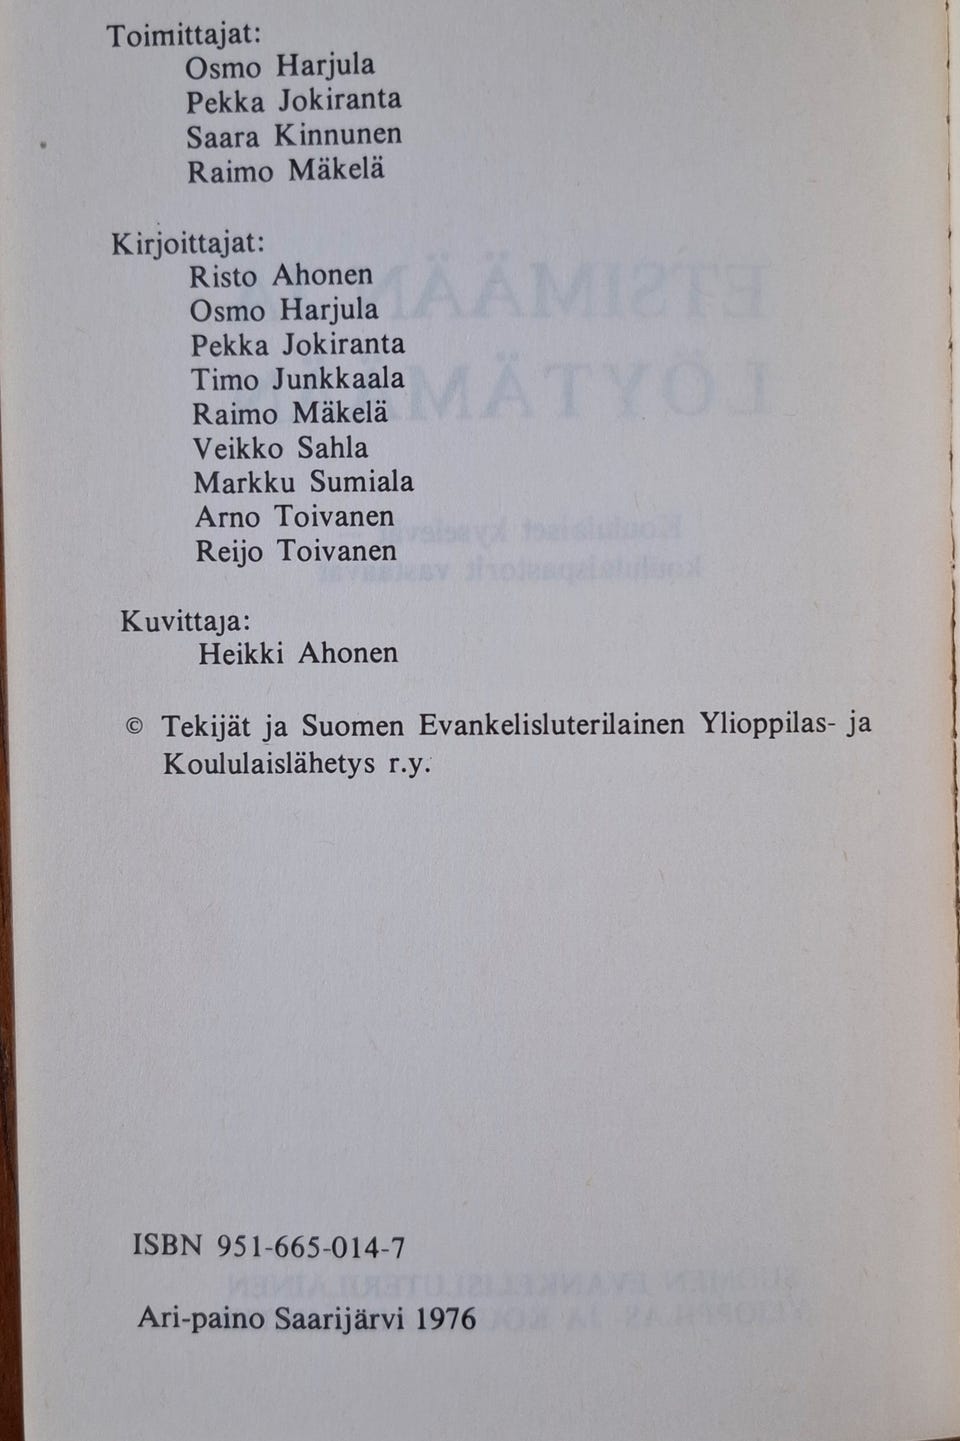 Toimittajat:
Osmo Harjula
Pekka Jokiranta
Saara Kinnunen
Raimo Mäkelä
Kirjoittajat:
Risto Ahonen
Osmo Harjula
Pekka Jokiranta
Timo Junkkaala
Raimo Mäkelä
Veikko Sahla
Markku Sumiala
Arno Toivanen
Reijo Toivanen
Kuvittaja:
Heikki Ahonen
© Tekijät ja Suomen Evankelisluterilainen Ylioppilas- ja
Koululaislähetys r.y.
ISBN 951-665-014-7
Ari-paino Saarijärvi 1976